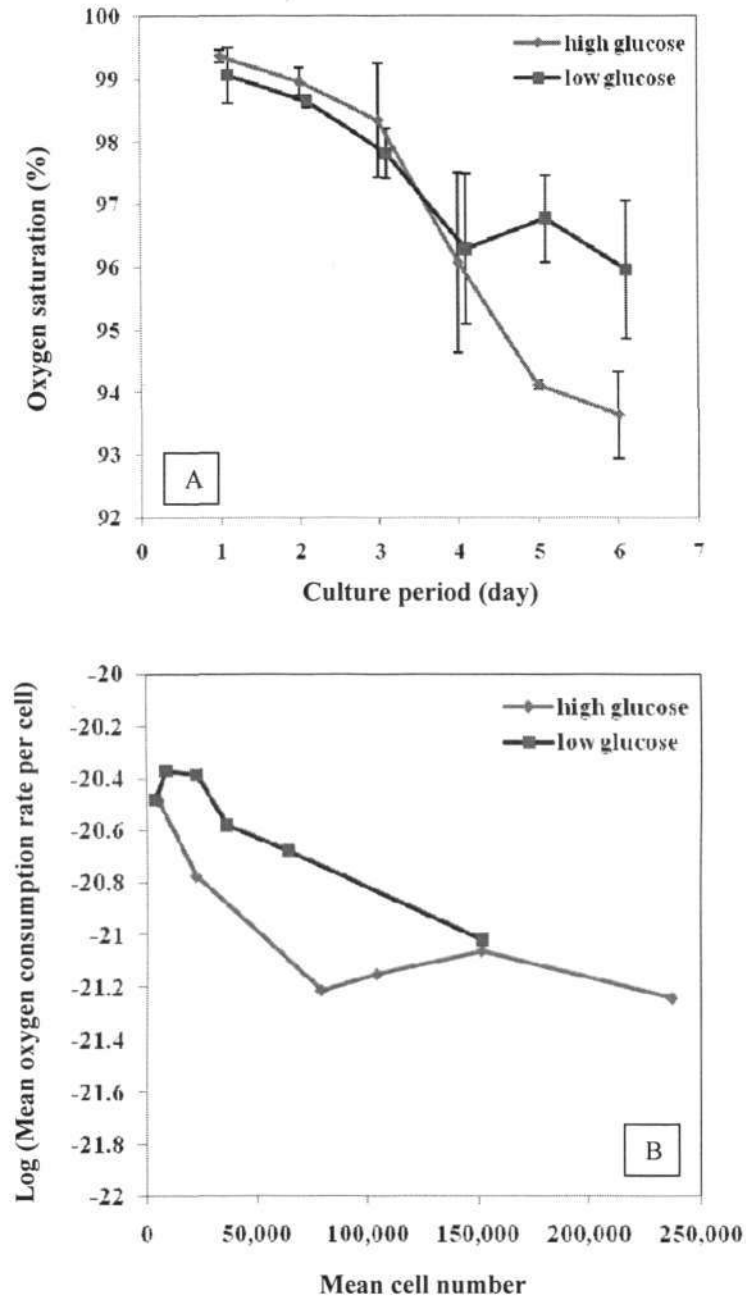 100
99
98
97
96
95
94
93
92
Oxygen saturation (%)
high glucose
low glucose
A
0 1 2 3 4 5 6 7
Culture period (day)
-20
-20.2
-20.4
-20.6
-20.8
-21
-21.2
-21.4
-21.6
-21.8
-22
Log (Mean oxygen consumption rate per cell)
high glucose
low glucose
B
0 50,000 100,000 150,000 200,000 250,000
Mean cell number